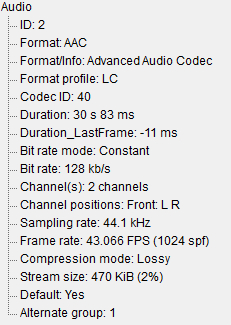 Audio
ID: 2
Format: AAC
Format/Info: Advanced Audio Codec
Format profile: LC
Codec ID: 40
Duration: 30 s 83 ms
Duration_LastFrame: -11 ms
Bit rate mode: Constant
Bit rate: 128 kb/s
Channel(s): 2 channels
Channel positions: Front: L R
Sampling rate: 44.1 kHz
Frame rate: 43.066 FPS (1024 spf)
Compression mode: Lossy
Stream size: 470 KiB (2%)
Default: Yes
Alternate group: 1